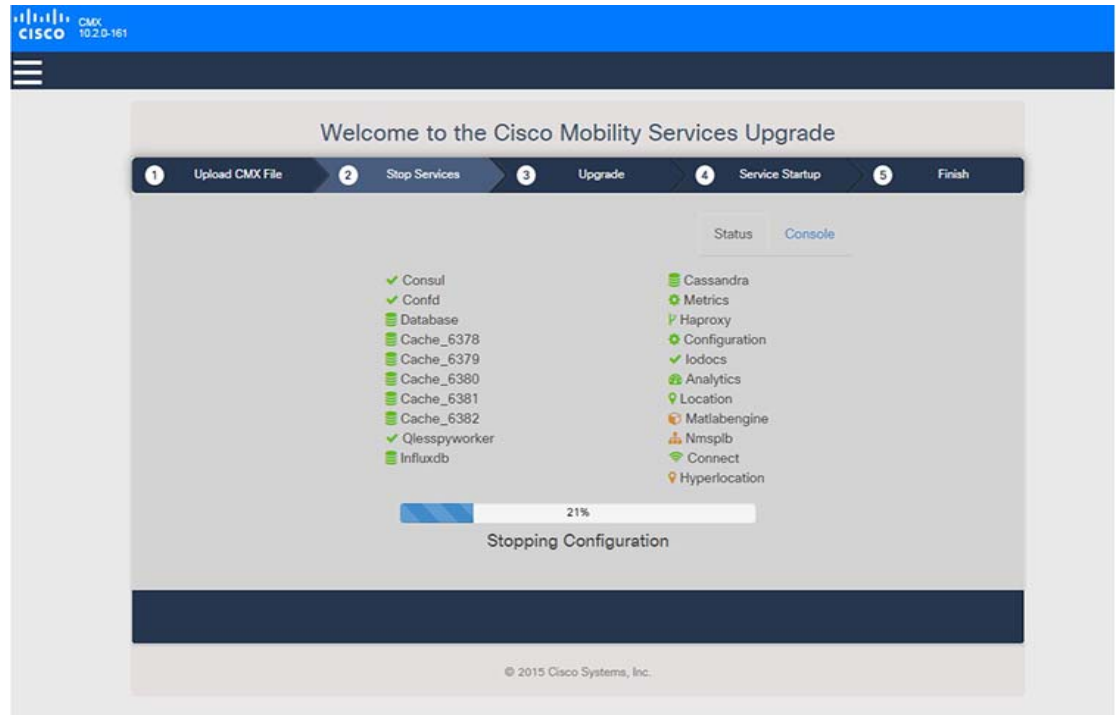 CISCO
CMX
10.2.0-161
Welcome to the Cisco Mobility Services Upgrade
1 Upload CMX File 2 Stop Services 3 Upgrade 4 Service Startup 5 Finish
Status Console
Consul
Confd
Database
Cache_6378
Cache_6379
Cache_6380
Cache_6381
Cache_6382
Qlesspyworker
Influxdb
Cassandra
Metrics
Haproxy
Configuration
Iodocs
Analytics
Location
Matlabengine
Nmsplb
Connect
Hyperlocation
21%
Stopping Configuration
© 2015 Cisco Systems, Inc.